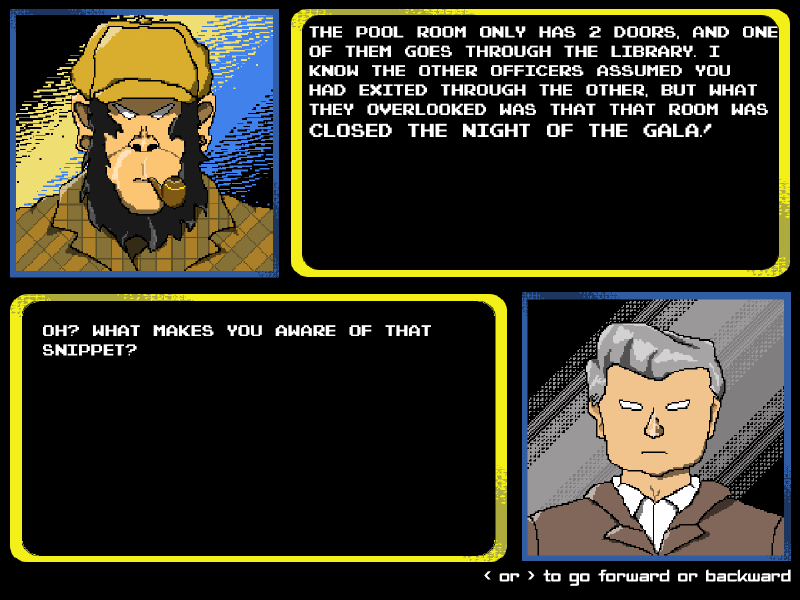 THE POOL ROOM ONLY HAS 2 DOORS, AND ONE
OF THEM GOES THROUGH THE LIBRARY. I
KNOW THE OTHER OFFICERS ASSUMED YOU
HAD EXITED THROUGH THE OTHER, BUT WHAT
THEY OVERLOOKED WAS THAT THAT ROOM WAS
CLOSED THE NIGHT OF THE GALA!
OH? WHAT MAKES YOU AWARE OF THAT
SNIPPET?
< or > to go forward or backward